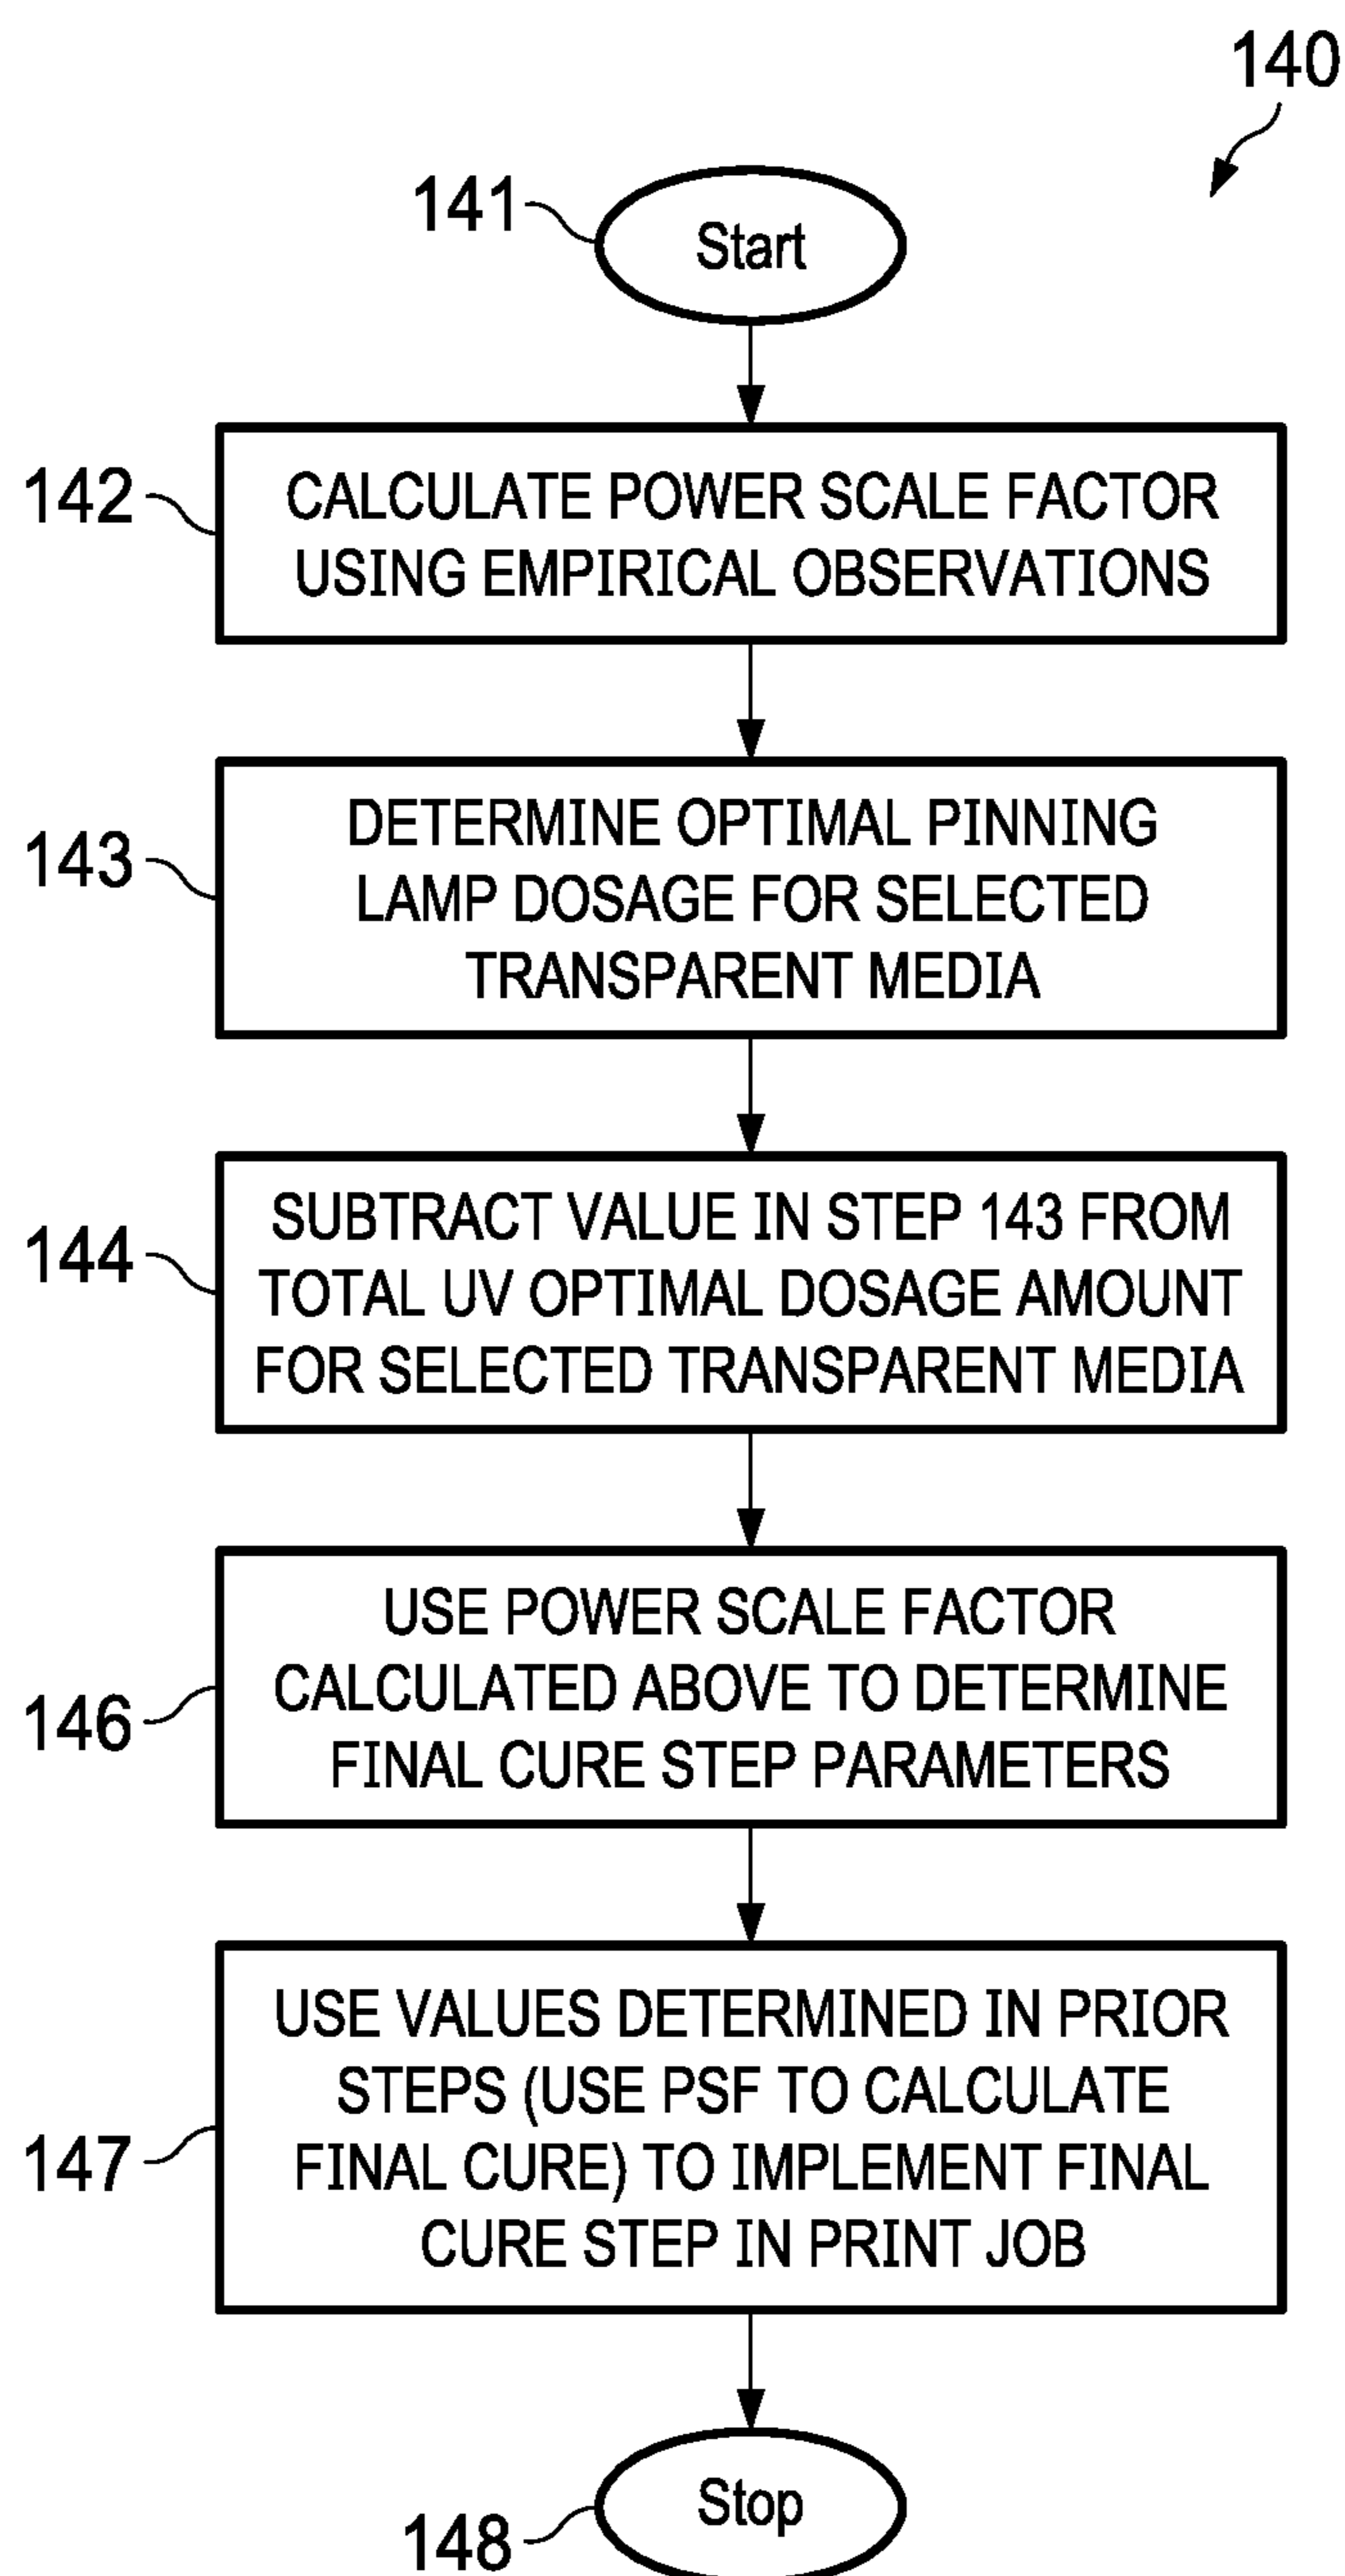 140
141
Start
142
CALCULATE POWER SCALE FACTOR
USING EMPIRICAL OBSERVATIONS
143
DETERMINE OPTIMAL PINNING
LAMP DOSAGE FOR SELECTED
TRANSPARENT MEDIA
144
SUBTRACT VALUE IN STEP 143 FROM
TOTAL UV OPTIMAL DOSAGE AMOUNT
FOR SELECTED TRANSPARENT MEDIA
146
USE POWER SCALE FACTOR
CALCULATED ABOVE TO DETERMINE
FINAL CURE STEP PARAMETERS
147
USE VALUES DETERMINED IN PRIOR
STEPS (USE PSF TO CALCULATE
FINAL CURE) TO IMPLEMENT FINAL
CURE STEP IN PRINT JOB
148
Stop